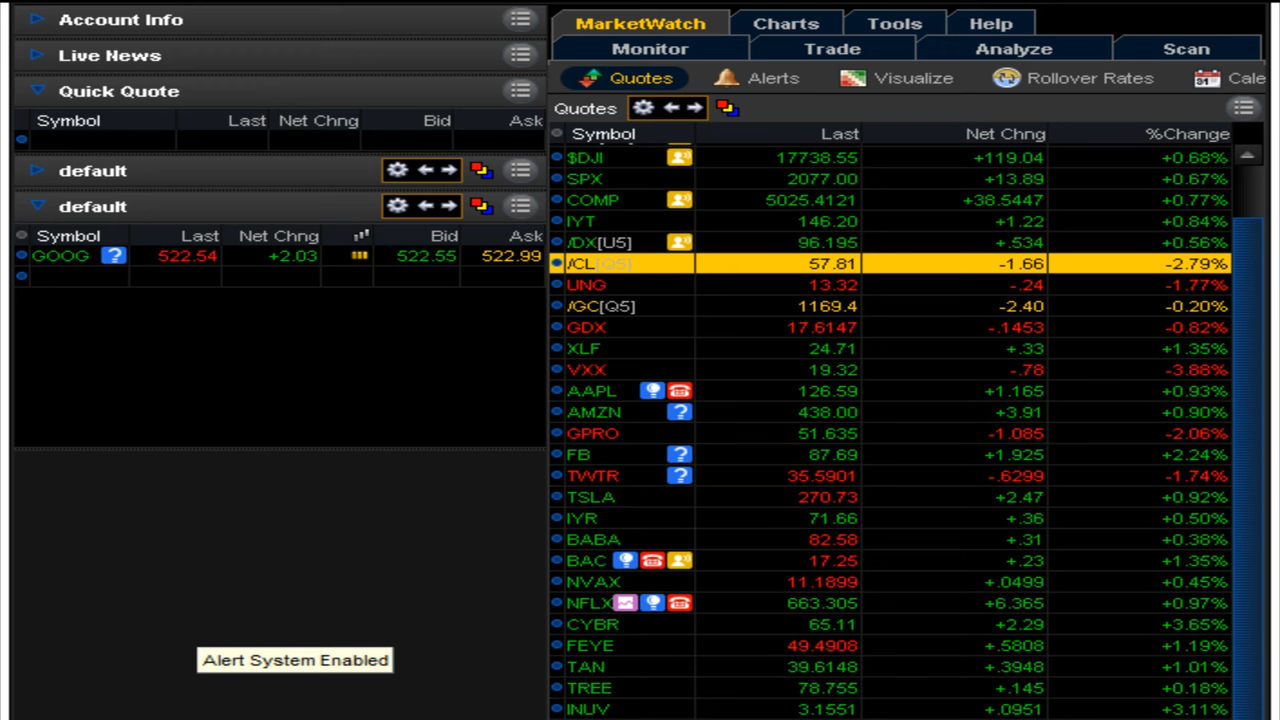 Account Info
Live News
Quick Quote
Symbol Last Net Chng Bid Ask
default
default
Symbol Last Net Chng Bid Ask
GOOG ? 522.54 +2.03 522.55 522.99
Alert System Enabled
MarketWatch Charts Tools Help
Monitor Trade Analyze Scan
Quotes Alerts Visualize Rollover Rates 31 Cale
Quotes
Symbol Last Net Chng %Change
$DJI 17738.55 +119.04 +0.68%
SPX 2077.00 +13.89 +0.67%
COMP 5025.4121 +38.5447 +0.77%
IYT 146.20 +1.22 +0.84%
/DX[U5] 96.195 +.534 +0.56%
/CL[Q5] 57.81 -1.66 -2.79%
UNG 13.32 -.24 -1.77%
/GC[Q5] 1169.4 -2.40 -0.20%
GDX 17.6147 -.1453 -0.82%
XLF 24.71 +.33 +1.35%
VXX 19.32 -.78 -3.88%
AAPL 126.59 +1.165 +0.93%
AMZN ? 438.00 +3.91 +0.90%
GPRO 51.635 -1.085 -2.06%
FB ? 87.69 +1.925 +2.24%
TWTR ? 35.5901 -.6299 -1.74%
TSLA 270.73 +2.47 +0.92%
IYR 71.66 +.36 +0.50%
BABA 82.58 +.31 +0.38%
BAC 17.25 +.23 +1.35%
NVAX 11.1899 +.0499 +0.45%
NFLX 663.305 +6.365 +0.97%
CYBR 65.11 +2.29 +3.65%
FEYE 49.4908 +.5808 +1.19%
TAN 39.6148 +.3948 +1.01%
TREE 78.755 +.145 +0.18%
INUV 3.1551 +.0951 +3.11%